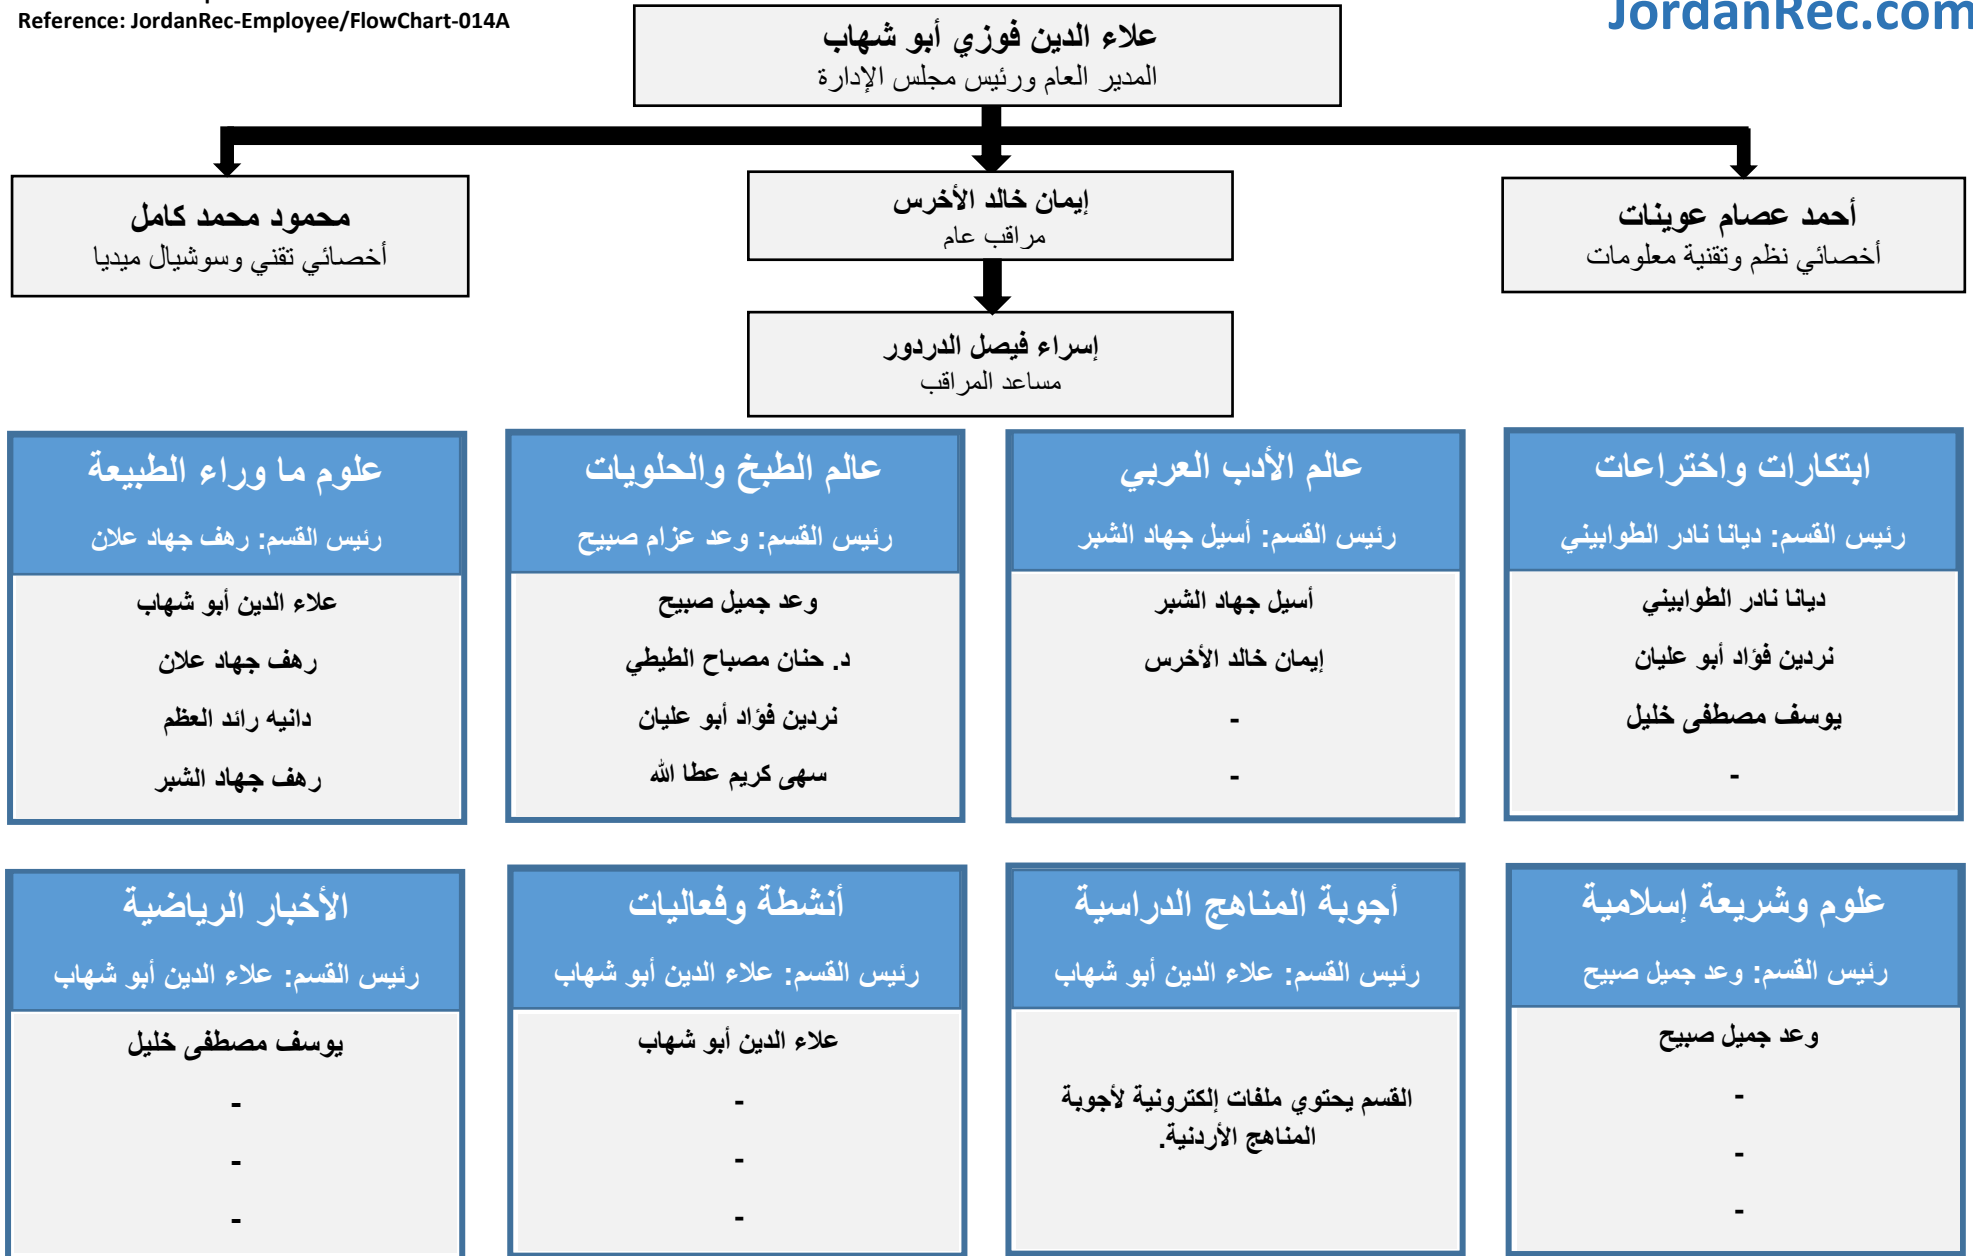 Reference: JordanRec-Employee/FlowChart-014A
JordanRec.com
علاء الدين فوزي أبو شهاب
المدير العام ورئيس مجلس الإدارة
أحمد عصام عوينات
أخصائي نظم وتقنية معلومات
إيمان خالد الأخرس
مراقب عام
محمود محمد كامل
أخصائي تقني وسوشيال ميديا
إسراء فيصل الدردور
مساعد المراقب
ابتكارات واختراعات
رئيس القسم: ديانا نادر الطوابيني
ديانا نادر الطوابيني
نردين فؤاد أبو عليان
يوسف مصطفى خليل
-
عالم الأدب العربي
رئيس القسم: أسيل جهاد الشبر
أسيل جهاد الشبر
إيمان خالد الأخرس
-
-
عالم الطبخ والحلويات
رئيس القسم: وعد عزام صبيح
وعد جميل صبيح
د. حنان مصباح الطيطي
نردين فؤاد أبو عليان
سهى كريم عطا الله
علوم ما وراء الطبيعة
رئيس القسم: رهف جهاد علان
علاء الدين أبو شهاب
رهف جهاد علان
دانيه رائد العظم
رهف جهاد الشبر
علوم وشريعة إسلامية
رئيس القسم: وعد جميل صبيح
وعد جميل صبيح
-
-
-
أجوبة المناهج الدراسية
رئيس القسم: علاء الدين أبو شهاب
القسم يحتوي ملفات إلكترونية لأجوبة
المناهج الأردنية.
أنشطة وفعاليات
رئيس القسم: علاء الدين أبو شهاب
علاء الدين أبو شهاب
-
-
-
الأخبار الرياضية
رئيس القسم: علاء الدين أبو شهاب
يوسف مصطفى خليل
-
-
-